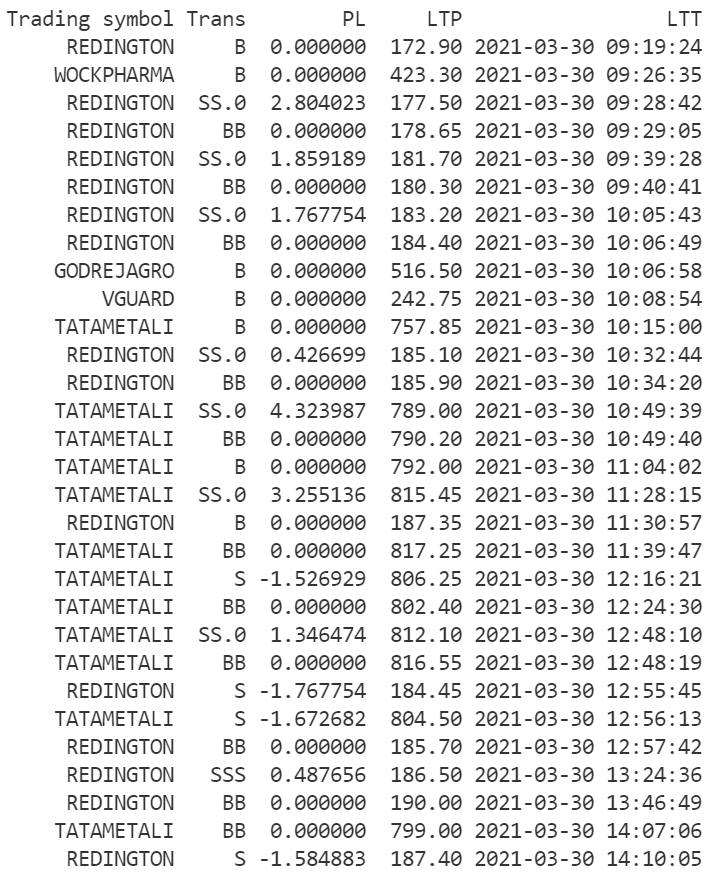 Trading symbol Trans PL LTP LTT
REDINGTON B 0.000000 172.90 2021-03-30 09:19:24
WOCKPHARMA B 0.000000 423.30 2021-03-30 09:26:35
REDINGTON SS.0 2.804023 177.50 2021-03-30 09:28:42
REDINGTON BB 0.000000 178.65 2021-03-30 09:29:05
REDINGTON SS.0 1.859189 181.70 2021-03-30 09:39:28
REDINGTON BB 0.000000 180.30 2021-03-30 09:40:41
REDINGTON SS.0 1.767754 183.20 2021-03-30 10:05:43
REDINGTON BB 0.000000 184.40 2021-03-30 10:06:49
GODREJAGRO B 0.000000 516.50 2021-03-30 10:06:58
VGUARD B 0.000000 242.75 2021-03-30 10:08:54
TATAMETALI B 0.000000 757.85 2021-03-30 10:15:00
REDINGTON SS.0 0.426699 185.10 2021-03-30 10:32:44
REDINGTON BB 0.000000 185.90 2021-03-30 10:34:20
TATAMETALI SS.0 4.323987 789.00 2021-03-30 10:49:39
TATAMETALI BB 0.000000 790.20 2021-03-30 10:49:40
TATAMETALI B 0.000000 792.00 2021-03-30 11:04:02
TATAMETALI SS.0 3.255136 815.45 2021-03-30 11:28:15
REDINGTON B 0.000000 187.35 2021-03-30 11:30:57
TATAMETALI BB 0.000000 817.25 2021-03-30 11:39:47
TATAMETALI S -1.526929 806.25 2021-03-30 12:16:21
TATAMETALI BB 0.000000 802.40 2021-03-30 12:24:30
TATAMETALI SS.0 1.346474 812.10 2021-03-30 12:48:10
TATAMETALI BB 0.000000 816.55 2021-03-30 12:48:19
REDINGTON S -1.767754 184.45 2021-03-30 12:55:45
TATAMETALI S -1.672682 804.50 2021-03-30 12:56:13
REDINGTON BB 0.000000 185.70 2021-03-30 12:57:42
REDINGTON SSS 0.487656 186.50 2021-03-30 13:24:36
REDINGTON BB 0.000000 190.00 2021-03-30 13:46:49
TATAMETALI BB 0.000000 799.00 2021-03-30 14:07:06
REDINGTON S -1.584883 187.40 2021-03-30 14:10:05